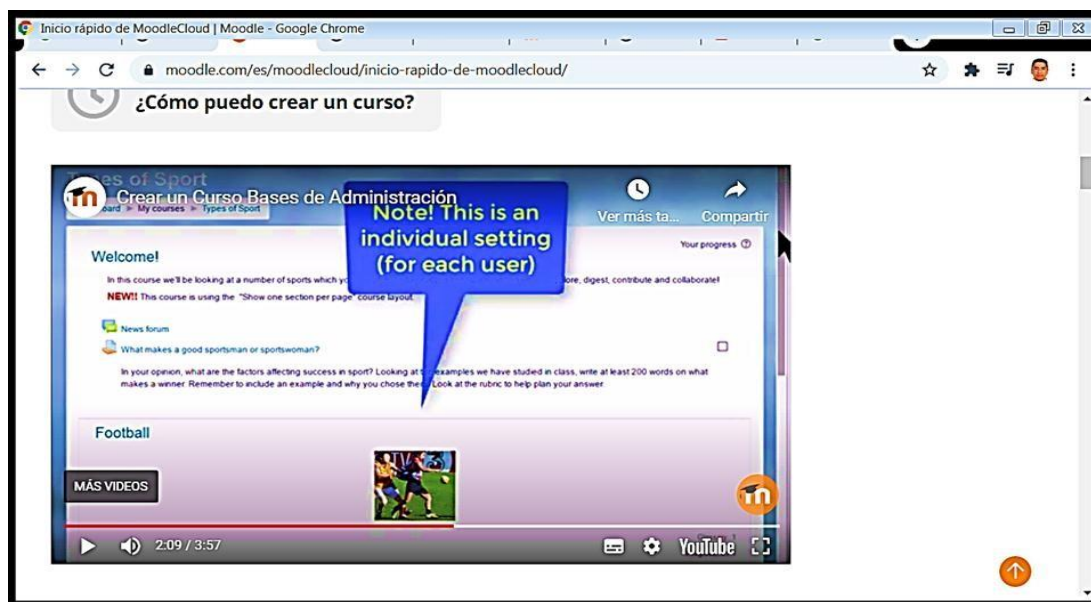 Inicio rápido de MoodleCloud | Moodle - Google Chrome
moodle.com/es/moodlecloud/inicio-rapido-de-moodlecloud/
¿Cómo puedo crear un curso?
Types of Sport
Crear un Curso Bases de Administración
Ver más ta...
Compartir
My courses ► Types of Sport
Note! This is an
individual setting
(for each user)
Your progress
Welcome!
In this course we'll be looking at a number of sports which
digest, contribute and collaborate!
NEW!! This course is using the "Show one section per page" course layout.
News forum
What makes a good sportsman or sportswoman?
In your opinion, what are the factors affecting success in sport? Looking at examples we have studied in class, write at least 200 words on what
makes a winner. Remember to include an example and why you chose Look at the rubric to help plan your answer.
Football
MÁS VIDEOS
m
2:09 / 3:57
YouTube